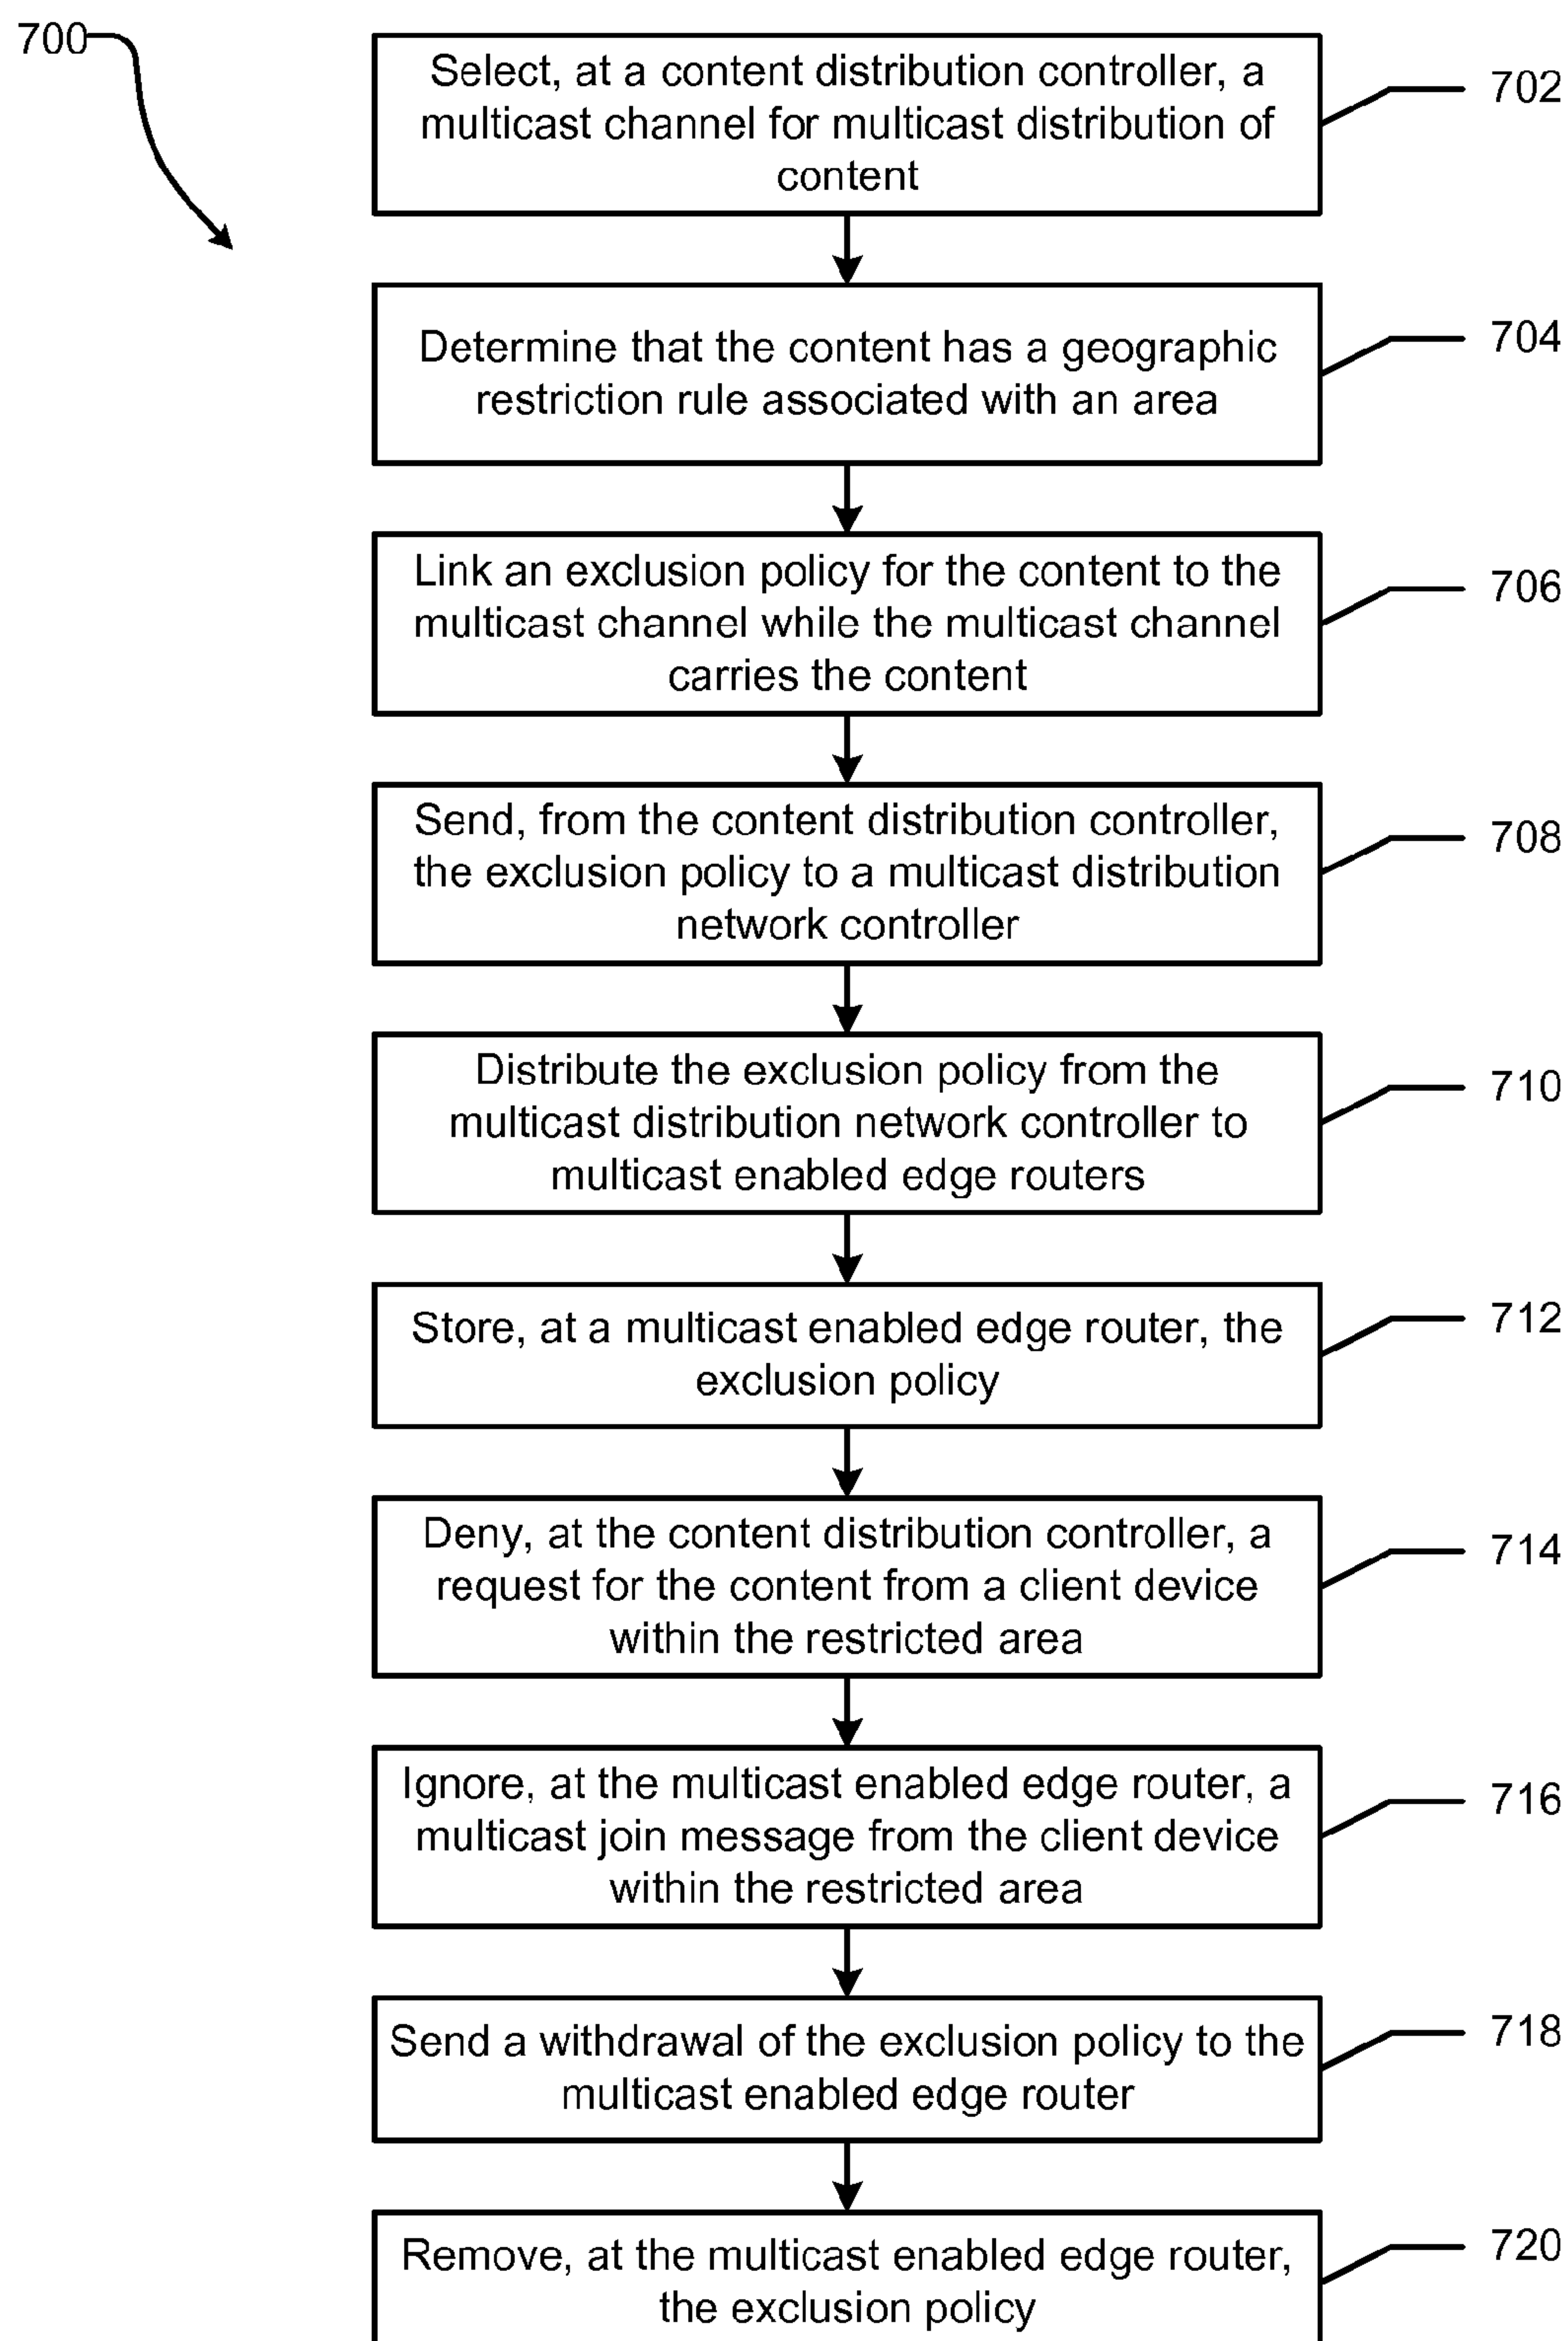 700
Select, at a content distribution controller, a
multicast channel for multicast distribution of
content
702
Determine that the content has a geographic
restriction rule associated with an area
704
Link an exclusion policy for the content to the
multicast channel while the multicast channel
carries the content
706
Send, from the content distribution controller,
the exclusion policy to a multicast distribution
network controller
708
Distribute the exclusion policy from the
multicast distribution network controller to
multicast enabled edge routers
710
Store, at a multicast enabled edge router, the
exclusion policy
712
Deny, at the content distribution controller, a
request for the content from a client device
within the restricted area
714
Ignore, at the multicast enabled edge router, a
multicast join message from the client device
within the restricted area
716
Send a withdrawal of the exclusion policy to the
multicast enabled edge router
718
Remove, at the multicast enabled edge router,
the exclusion policy
720